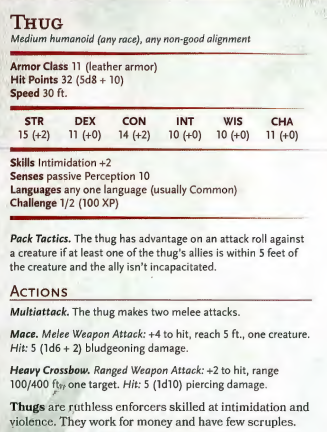 THUG
Medium humanoid (any race), any non-good alignment
Armor Class 11 (leather armor)
Hit Points 32 (5d8 + 10)
Speed 30 ft.
STR DEX CON INT WIS CHA
15 (+2) 11 (+0) 14 (+2) 10 (+0) 10 (+0) 11 (+0)
Skills Intimidation +2
Senses passive Perception 10
Languages any one language (usually Common)
Challenge 1/2 (100 XP)
Pack Tactics. The thug has advantage on an attack roll against
a creature if at least one of the thug's allies is within 5 feet of
the creature and the ally isn't incapacitated.
ACTIONS
Multiattack. The thug makes two melee attacks.
Mace. Melee Weapon Attack: +4 to hit, reach 5 ft., one creature.
Hit: 5 (1d6 + 2) bludgeoning damage.
Heavy Crossbow. Ranged Weapon Attack: +2 to hit, range
100/400 ft., one target. Hit: 5 (1d10) piercing damage.
Thugs are ruthless enforcers skilled at intimidation and
violence. They work for money and have few scruples.